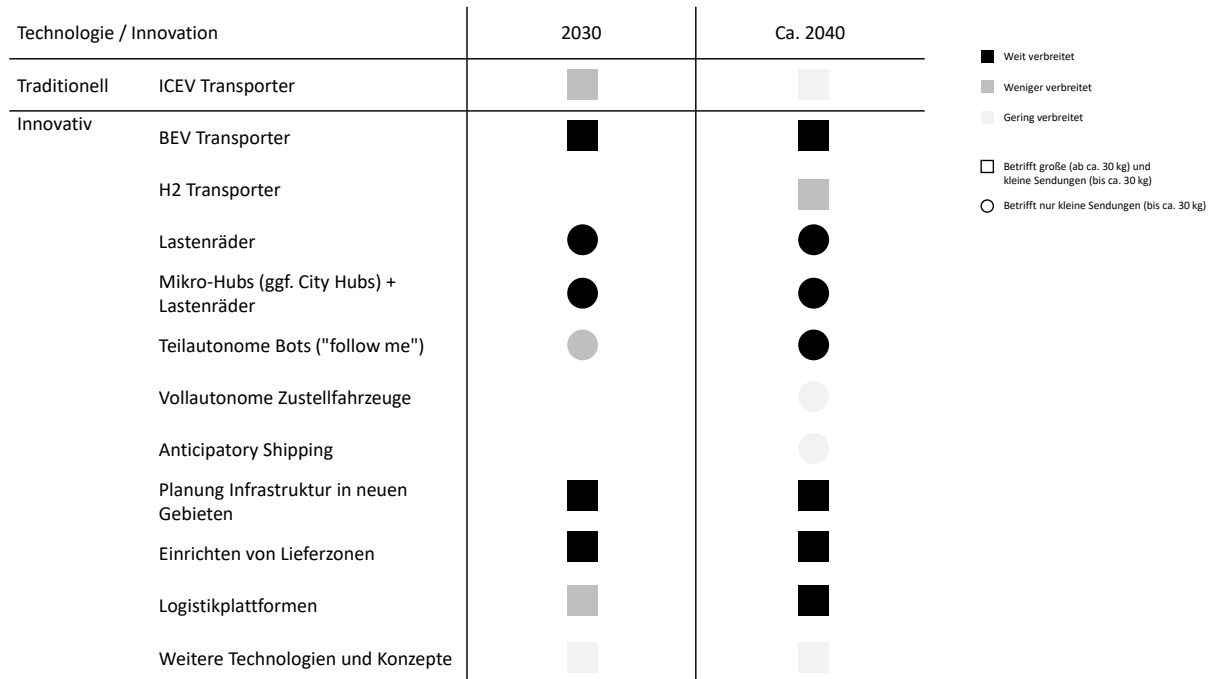 Technologie / Innovation 2030 Ca. 2040
Traditionell ICEV Transporter
Innovativ
BEV Transporter
H2 Transporter
Lastenräder
Mikro-Hubs (ggf. City Hubs) +
Lastenräder
Teilautonome Bots ("follow me")
Vollautonome Zustellfahrzeuge
Anticipatory Shipping
Planung Infrastruktur in neuen
Gebieten
Einrichten von Lieferzonen
Logistikplattformen
Weitere Technologien und Konzepte
Weit verbreitet
Weniger verbreitet
Gering verbreitet
Betrifft große (ab ca. 30 kg) und
kleine Sendungen (bis ca. 30 kg)
Betrifft nur kleine Sendungen (bis ca. 30 kg)